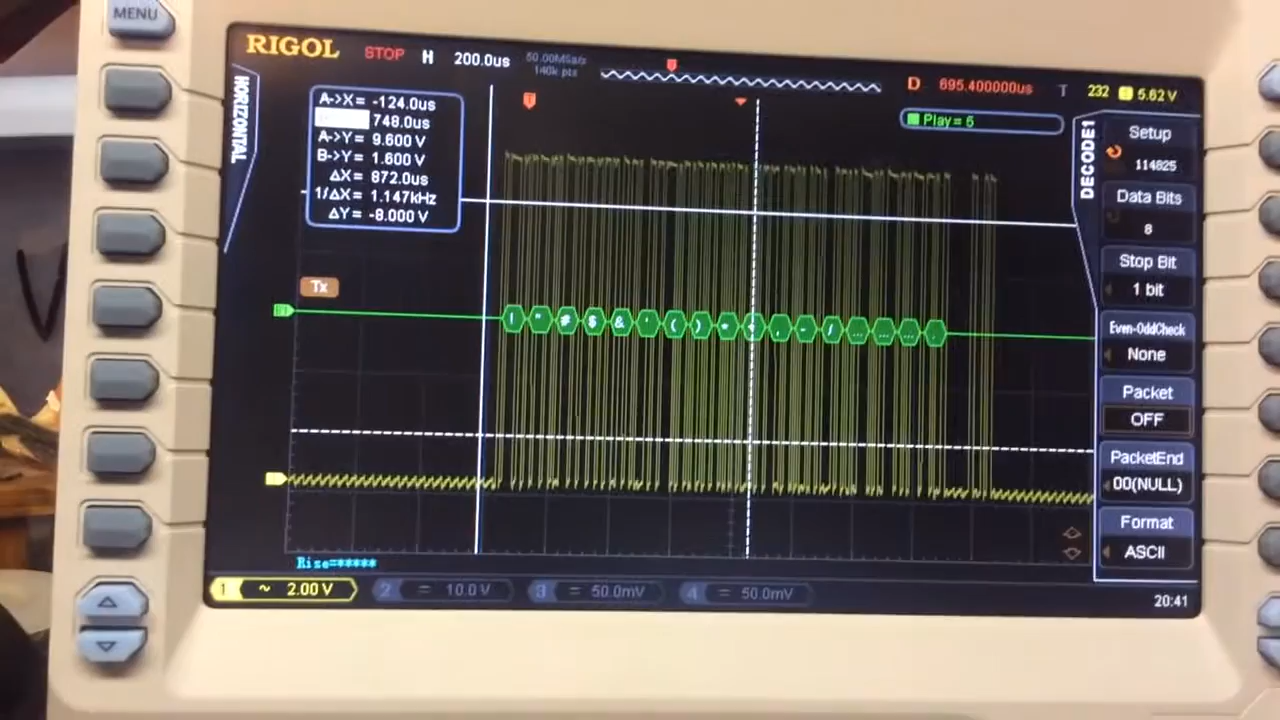 MENU
RIGOL STOP H 200.0us 50.00MSa/s 140k pts D 695.400000us T 232 5.62 V
HORIZONTAL
A->X= -124.0us
748.0us
A->Y= 9.600 V
B->Y= 1.600 V
ΔX= 872.0us
1/ΔX= 1.147kHz
ΔY= -8.000 V
T
Play= 5
DECODE1
Setup
114825
Data Bits
8
Stop Bit
1 bit
Even-OddCheck
None
Packet
OFF
PacketEnd
00(NULL)
Format
ASCII
Tx
! " # $ & ' ( ) * + , - / ... ... ... .
Rise=*****
1 ~ 2.00 V 2 = 10.0 V 3 = 50.0mV 4 = 50.0mV
20:41